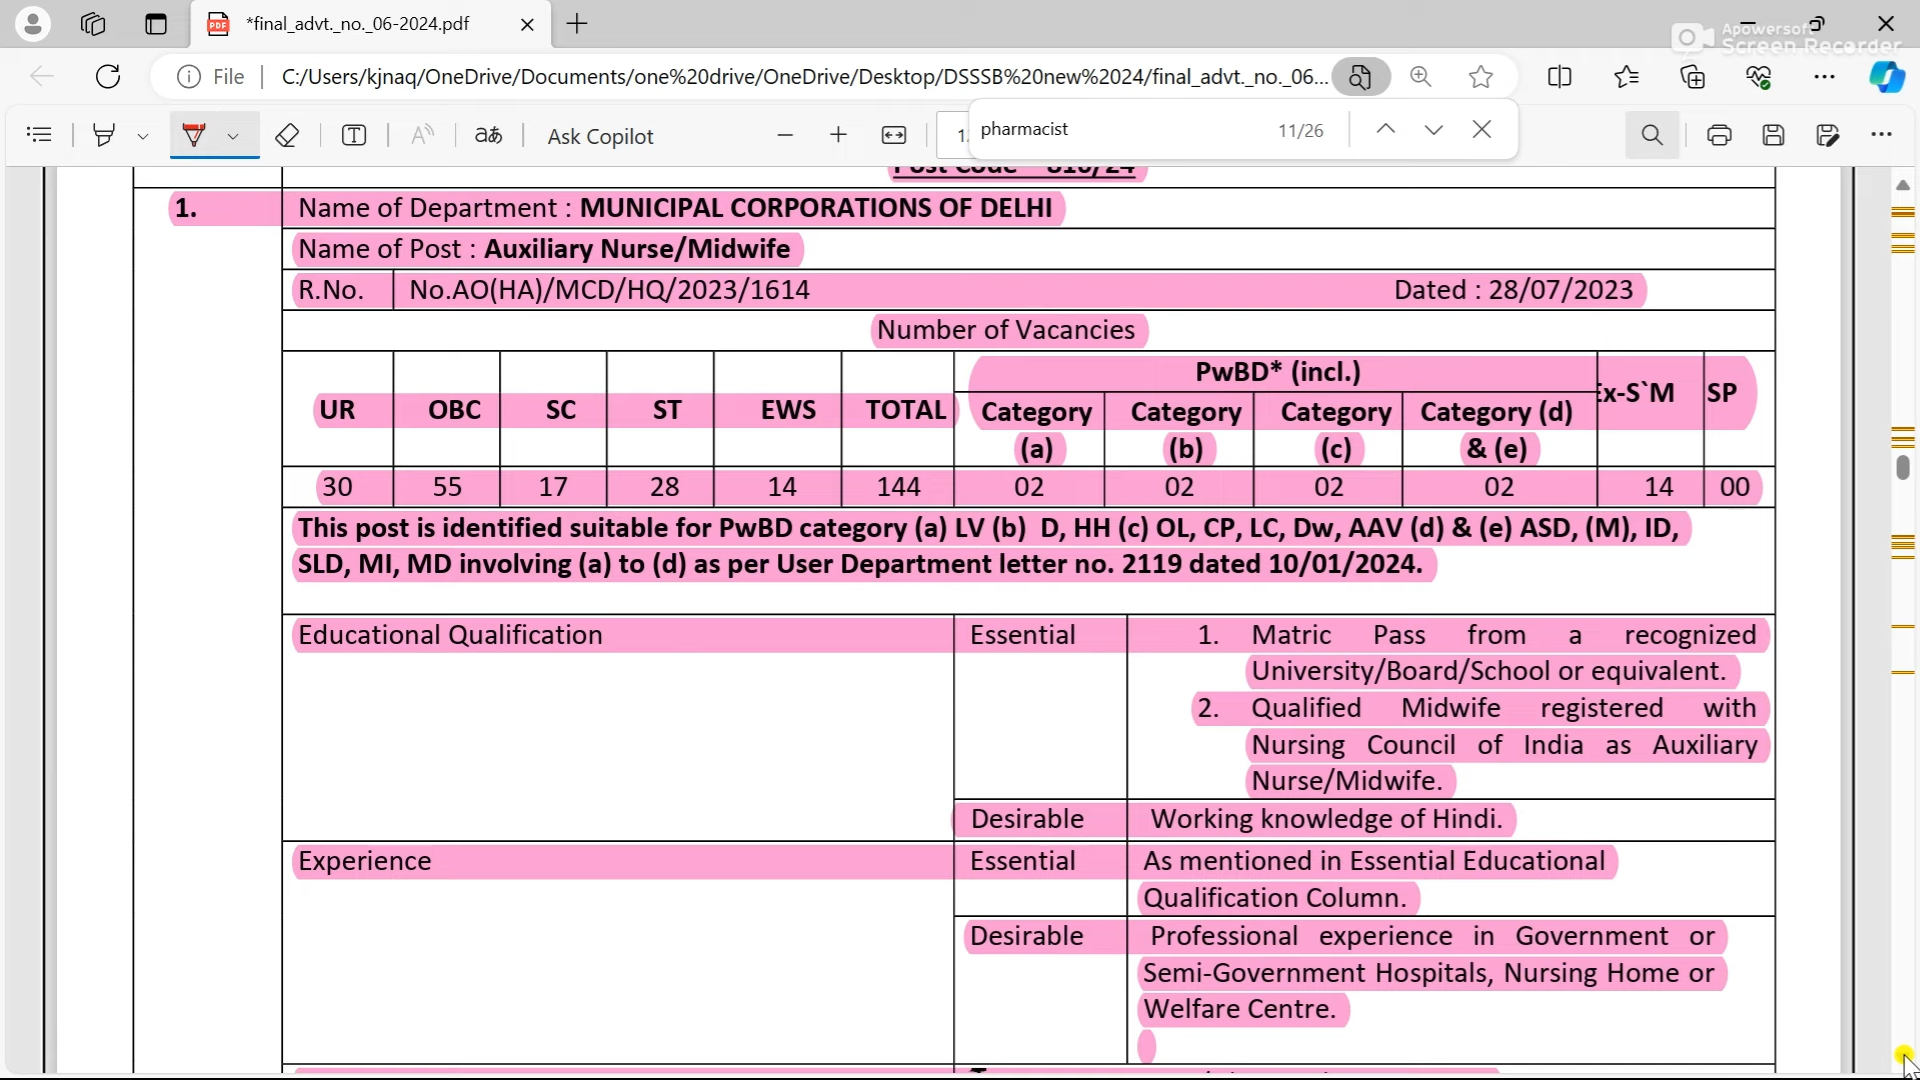 *final_advt._no._06-2024.pdf
Apowersoft
Screen Recorder
File
C:/Users/kjnaq/OneDrive/Documents/one%20drive/OneDrive/Desktop/DSSSB%20new%2024/final_advt._no._06...
Ask Copilot
pharmacist 11/26
Post Code – 816/24
1. Name of Department : MUNICIPAL CORPORATIONS OF DELHI
Name of Post : Auxiliary Nurse/Midwife
R.No. No.AO(HA)/MCD/HQ/2023/1614 Dated : 28/07/2023
Number of Vacancies
UR OBC SC ST EWS TOTAL PwBD* (incl.) Ex-S`M SP
Category Category Category Category (d)
(a) (b) (c) & (e)
30 55 17 28 14 144 02 02 02 02 14 00
This post is identified suitable for PwBD category (a) LV (b) D, HH (c) OL, CP, LC, Dw, AAV (d) & (e) ASD, (M), ID,
SLD, MI, MD involving (a) to (d) as per User Department letter no. 2119 dated 10/01/2024.
Educational Qualification Essential 1. Matric Pass from a recognized
University/Board/School or equivalent.
2. Qualified Midwife registered with
Nursing Council of India as Auxiliary
Nurse/Midwife.
Desirable Working knowledge of Hindi.
Experience Essential As mentioned in Essential Educational
Qualification Column.
Desirable Professional experience in Government or
Semi-Government Hospitals, Nursing Home or
Welfare Centre.